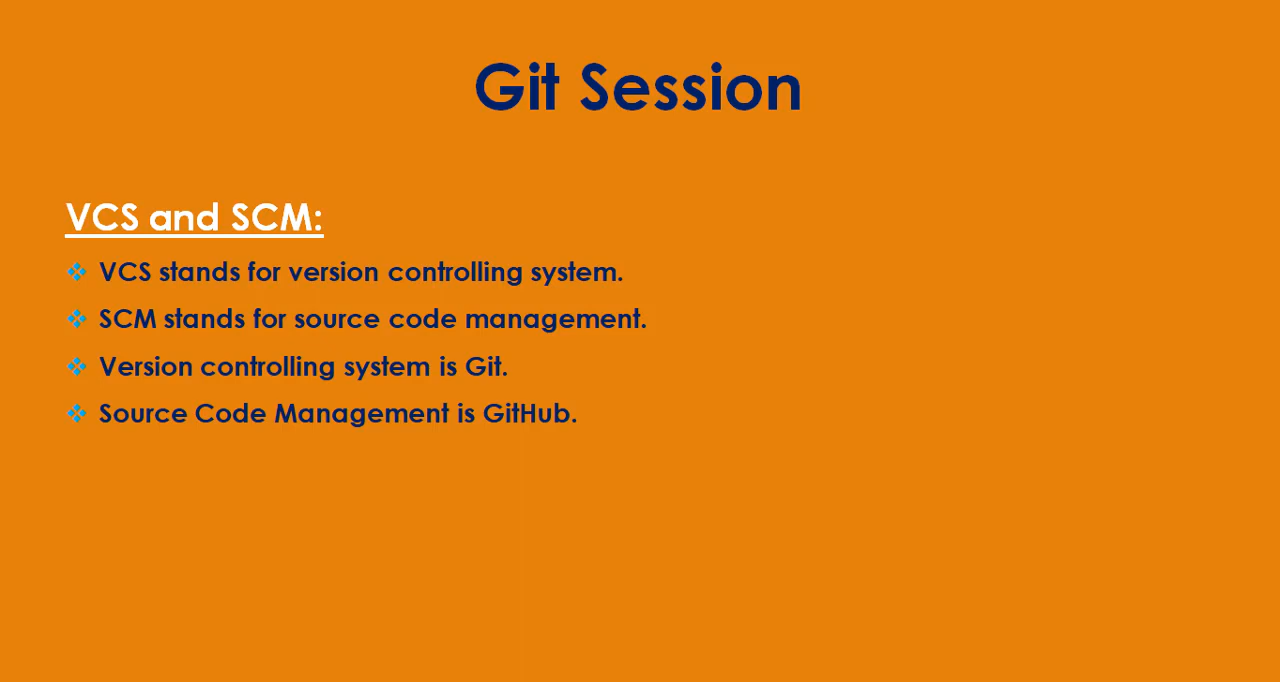 Git Session
VCS and SCM:
❖ VCS stands for version controlling system.
❖ SCM stands for source code management.
❖ Version controlling system is Git.
❖ Source Code Management is GitHub.